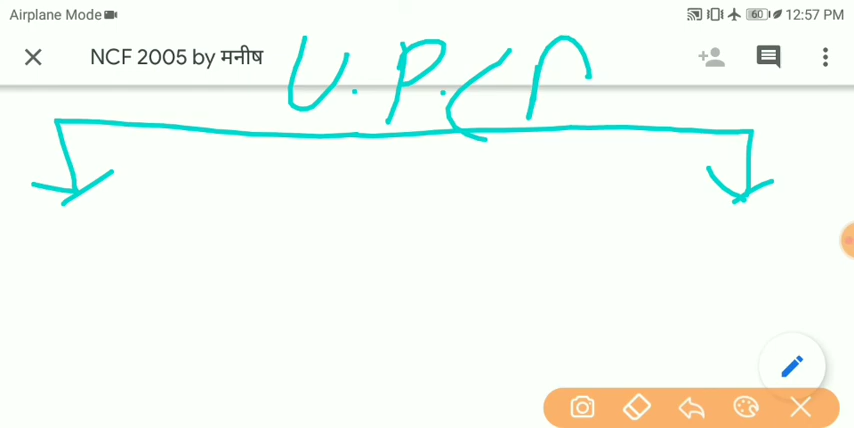 Airplane Mode 60 12:57 PM
NCF 2005 by मनीष
U.P.